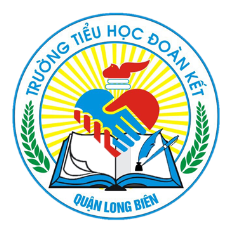 TRƯỜNG TIỂU HỌC ĐOÀN KẾT
QUẬN LONG BIÊN